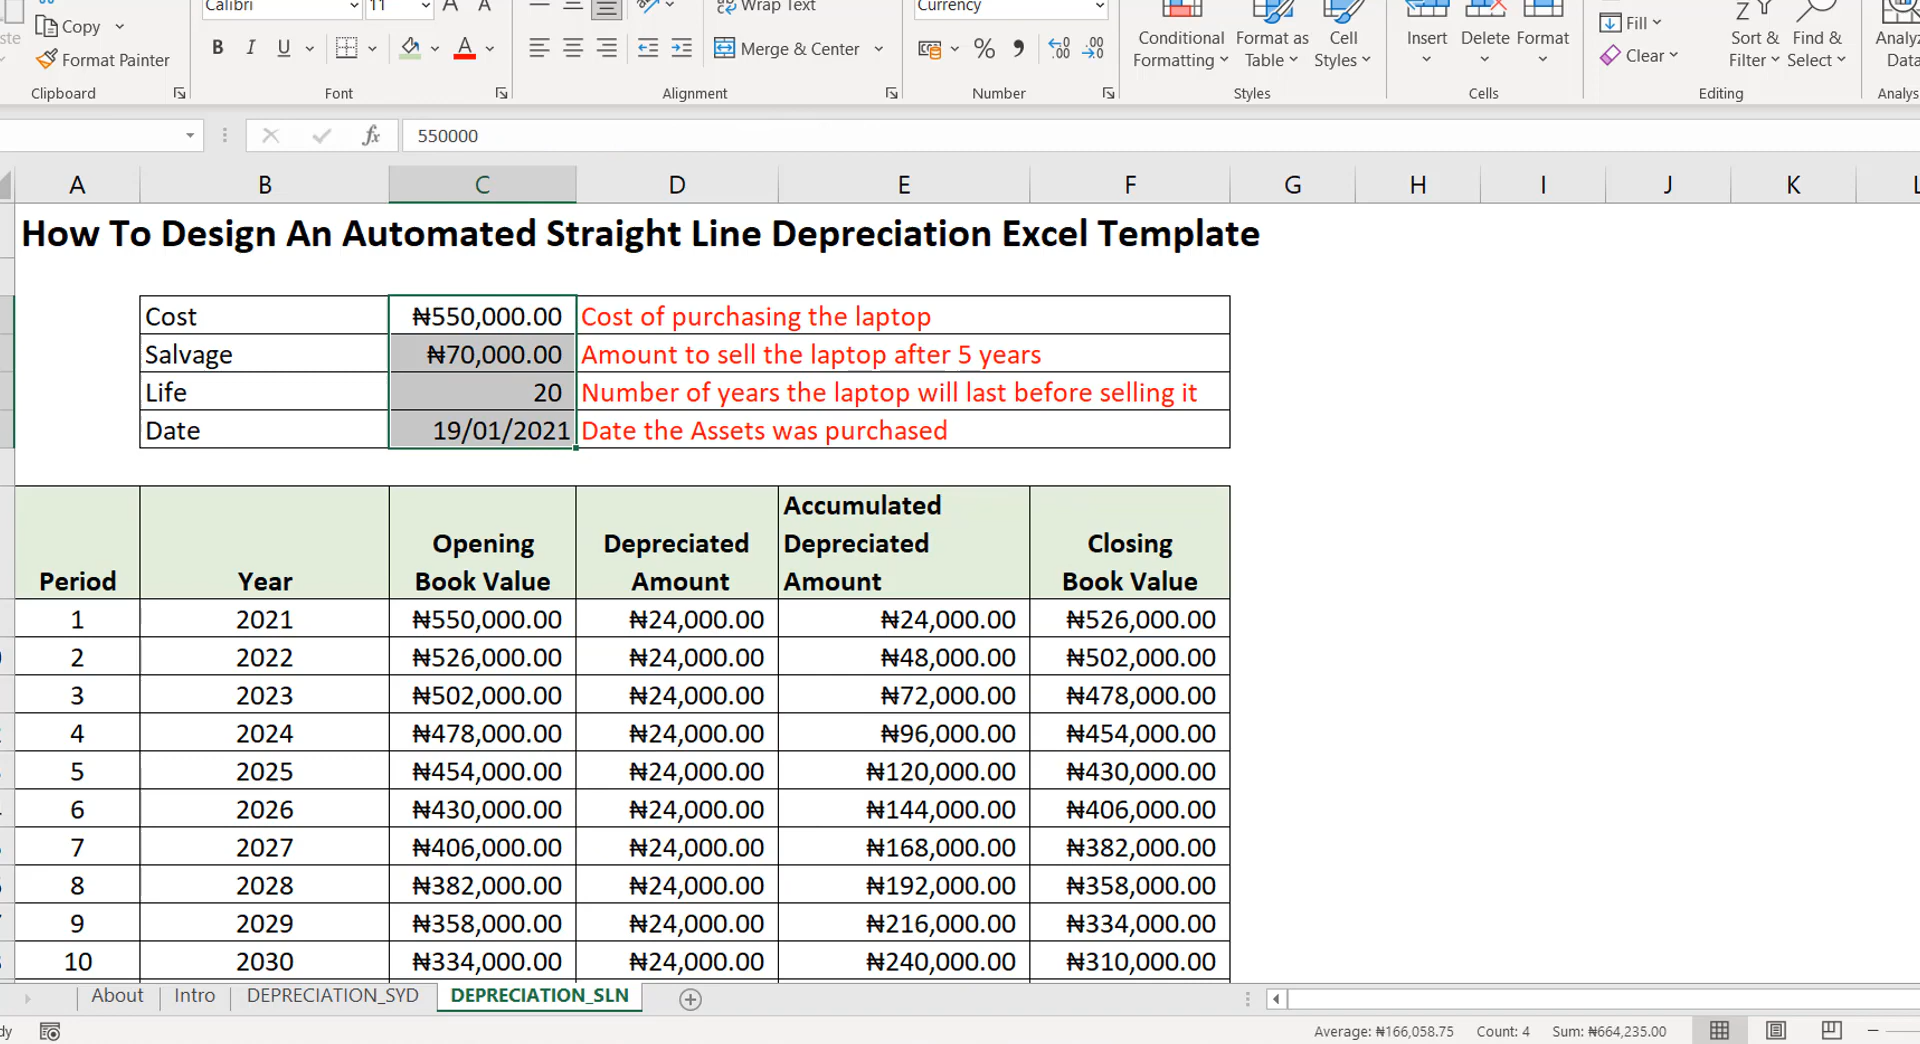 Calibri 11 Wrap Text Currency
Copy Fill
Format Painter B I U Merge & Center % Conditional Formatting Format as Table Cell Styles Insert Delete Format Clear Sort & Filter Find & Select
Clipboard Font Alignment Number Styles Cells Editing
fx 550000
A B C D E F G H I J K L
How To Design An Automated Straight Line Depreciation Excel Template
Cost ₦550,000.00 Cost of purchasing the laptop
Salvage ₦70,000.00 Amount to sell the laptop after 5 years
Life 20 Number of years the laptop will last before selling it
Date 19/01/2021 Date the Assets was purchased
Period Year Opening Book Value Depreciated Amount Accumulated Depreciated Amount Closing Book Value
1 2021 ₦550,000.00 ₦24,000.00 ₦24,000.00 ₦526,000.00
2 2022 ₦526,000.00 ₦24,000.00 ₦48,000.00 ₦502,000.00
3 2023 ₦502,000.00 ₦24,000.00 ₦72,000.00 ₦478,000.00
4 2024 ₦478,000.00 ₦24,000.00 ₦96,000.00 ₦454,000.00
5 2025 ₦454,000.00 ₦24,000.00 ₦120,000.00 ₦430,000.00
6 2026 ₦430,000.00 ₦24,000.00 ₦144,000.00 ₦406,000.00
7 2027 ₦406,000.00 ₦24,000.00 ₦168,000.00 ₦382,000.00
8 2028 ₦382,000.00 ₦24,000.00 ₦192,000.00 ₦358,000.00
9 2029 ₦358,000.00 ₦24,000.00 ₦216,000.00 ₦334,000.00
10 2030 ₦334,000.00 ₦24,000.00 ₦240,000.00 ₦310,000.00
About Intro DEPRECIATION_SYD DEPRECIATION_SLN
Average: ₦166,058.75 Count: 4 Sum: ₦664,235.00